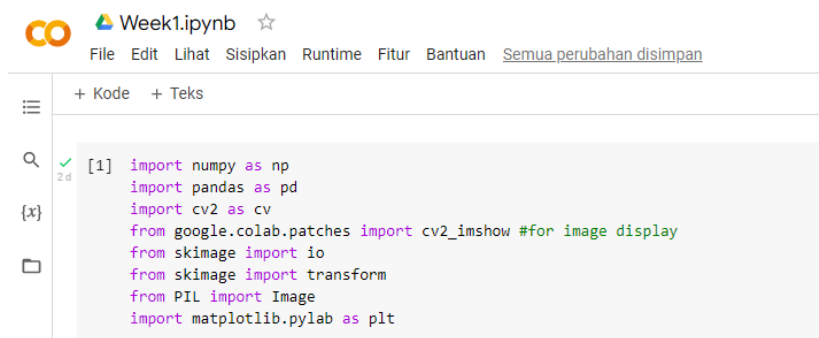 Week1.ipynb
File Edit Lihat Sisipkan Runtime Fitur Bantuan Semua perubahan disimpan
+ Kode + Teks
[1] import numpy as np
2 d
import pandas as pd
{x}
import cv2 as cv
from google.colab.patches import cv2_imshow #for image display
from skimage import io
from skimage import transform
from PIL import Image
import matplotlib.pylab as plt